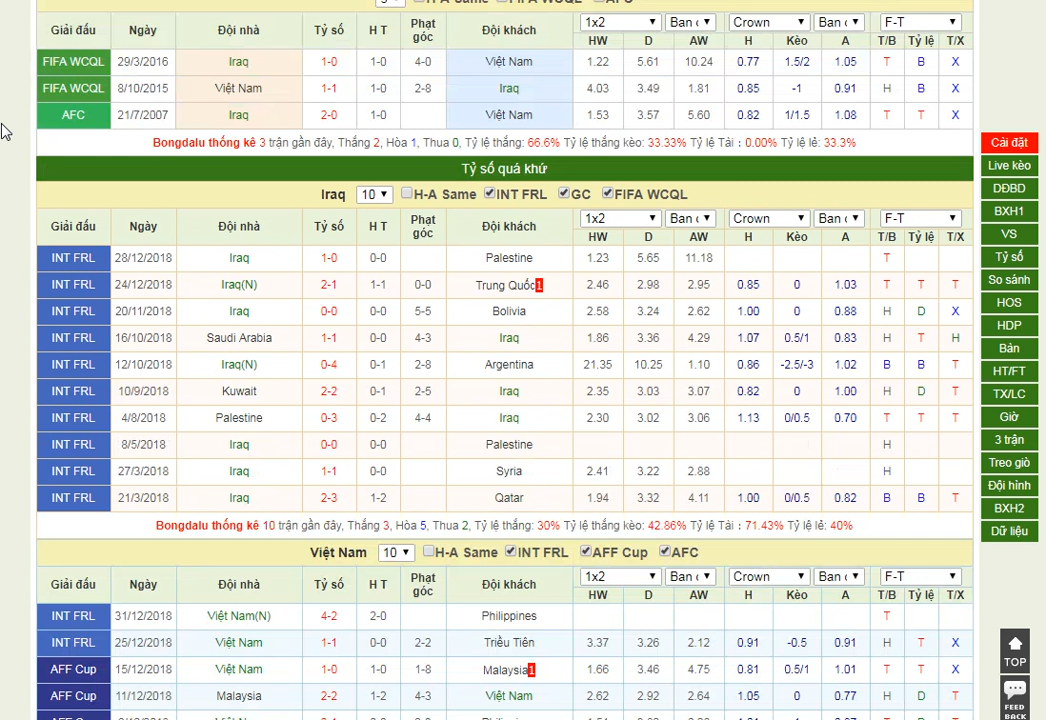 Giải đấu Ngày Đội nhà Tỷ số H T Phạt góc Đội khách 1x2 Ban c Crown Ban c F-T
HW D AW H Kèo A T/B Tỷ lệ T/X
FIFA WCQL 29/3/2016 Iraq 1-0 1-0 4-0 Việt Nam 1.22 5.61 10.24 0.77 1.5/2 1.05 T B X
FIFA WCQL 8/10/2015 Việt Nam 1-1 1-0 2-8 Iraq 4.03 3.49 1.81 0.85 -1 0.91 H B X
AFC 21/7/2007 Iraq 2-0 1-0 Việt Nam 1.53 3.57 5.60 0.82 1/1.5 1.08 T T X
Bongdalu thống kê 3 trận gần đây, Thắng 2, Hòa 1, Thua 0, Tỷ lệ thắng: 66.6% Tỷ lệ thắng kèo: 33.33% Tỷ lệ Tài : 0.00% Tỷ lệ lẻ: 33.3%
Tỷ số quá khứ
Iraq 10 H-A Same INT FRL GC FIFA WCQL
Giải đấu Ngày Đội nhà Tỷ số H T Phạt góc Đội khách 1x2 Ban c Crown Ban c F-T
HW D AW H Kèo A T/B Tỷ lệ T/X
INT FRL 28/12/2018 Iraq 1-0 0-0 Palestine 1.23 5.65 11.18 T
INT FRL 24/12/2018 Iraq(N) 2-1 1-1 0-0 Trung Quốc 1 2.46 2.98 2.95 0.85 0 1.03 T T T
INT FRL 20/11/2018 Iraq 0-0 0-0 5-5 Bolivia 2.58 3.24 2.62 1.00 0 0.88 H D X
INT FRL 16/10/2018 Saudi Arabia 1-1 0-0 4-3 Iraq 1.86 3.36 4.29 1.07 0.5/1 0.83 H T H
INT FRL 12/10/2018 Iraq(N) 0-4 0-1 2-8 Argentina 21.35 10.25 1.10 0.86 -2.5/-3 1.02 B B T
INT FRL 10/9/2018 Kuwait 2-2 0-1 2-5 Iraq 2.35 3.03 3.07 0.82 0 1.00 H D T
INT FRL 4/8/2018 Palestine 0-3 0-2 4-4 Iraq 2.30 3.02 3.06 1.13 0/0.5 0.70 T T T
INT FRL 8/5/2018 Iraq 0-0 0-0 Palestine H
INT FRL 27/3/2018 Iraq 1-1 0-0 Syria 2.41 3.22 2.88 H
INT FRL 21/3/2018 Iraq 2-3 1-2 Qatar 1.94 3.32 4.11 1.00 0/0.5 0.82 B B T
Bongdalu thống kê 10 trận gần đây, Thắng 3, Hòa 5, Thua 2, Tỷ lệ thắng: 30% Tỷ lệ thắng kèo: 42.86% Tỷ lệ Tài : 71.43% Tỷ lệ lẻ: 40%
Việt Nam 10 H-A Same INT FRL AFF Cup AFC
Giải đấu Ngày Đội nhà Tỷ số H T Phạt góc Đội khách 1x2 Ban c Crown Ban c F-T
HW D AW H Kèo A T/B Tỷ lệ T/X
INT FRL 31/12/2018 Việt Nam(N) 4-2 2-0 Philippines T
INT FRL 25/12/2018 Việt Nam 1-1 0-0 2-2 Triều Tiên 3.37 3.26 2.12 0.91 -0.5 0.91 H T X
AFF Cup 15/12/2018 Việt Nam 1-0 1-0 1-8 Malaysia 1 1.66 3.46 4.75 0.81 0.5/1 1.01 T T X
AFF Cup 11/12/2018 Malaysia 2-2 1-2 4-3 Việt Nam 2.62 2.92 2.64 1.05 0 0.77 H D T
Cài đặt
Live kèo
DĐBD
BXH1
VS
Tỷ số
So sánh
HOS
HDP
Bàn
HT/FT
TX/LC
Giờ
3 trận
Treo giò
Đội hình
BXH2
Dữ liệu
TOP
FEED
BACK